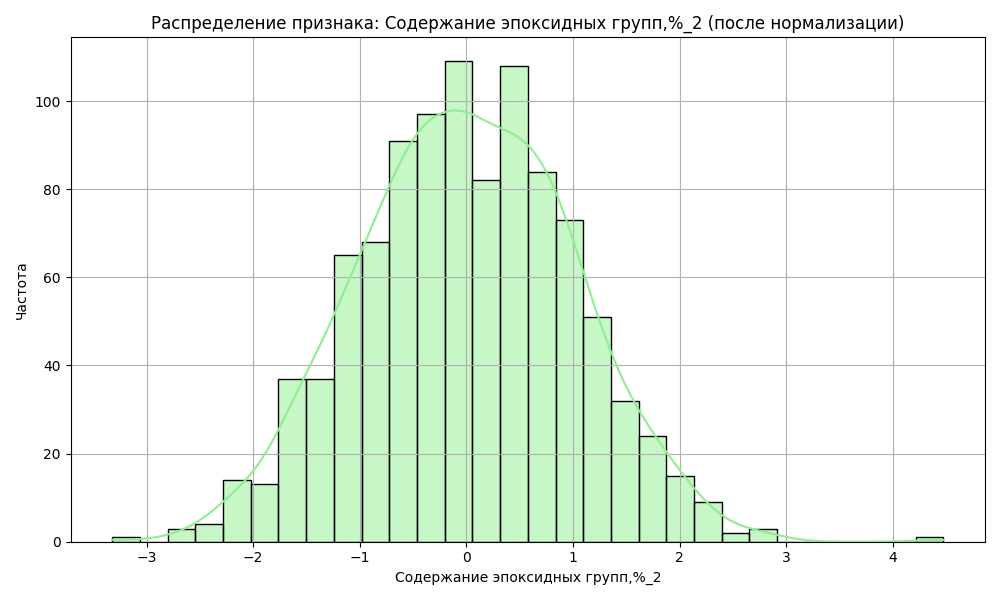 Распределение признака: Содержание эпоксидных групп,%_2 (после нормализации)
100
80
60
40
20
0
Частота
−3 −2 −1 0 1 2 3 4
Содержание эпоксидных групп,%_2